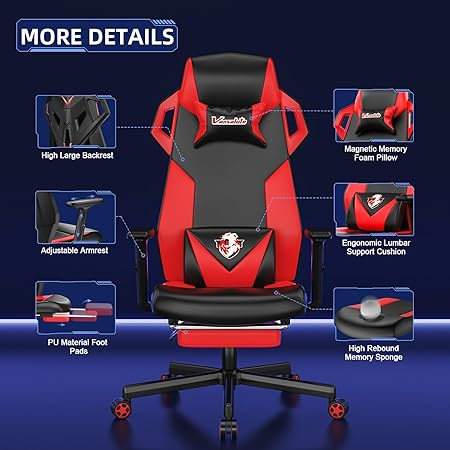 MORE DETAILS
High Large Backrest
Magnetic Memory
Foam Pillow
Adjustable Armrest
Ergonomic Lumbar
Support Cushion
PU Material Foot
Pads
High Rebound
Memory Sponge